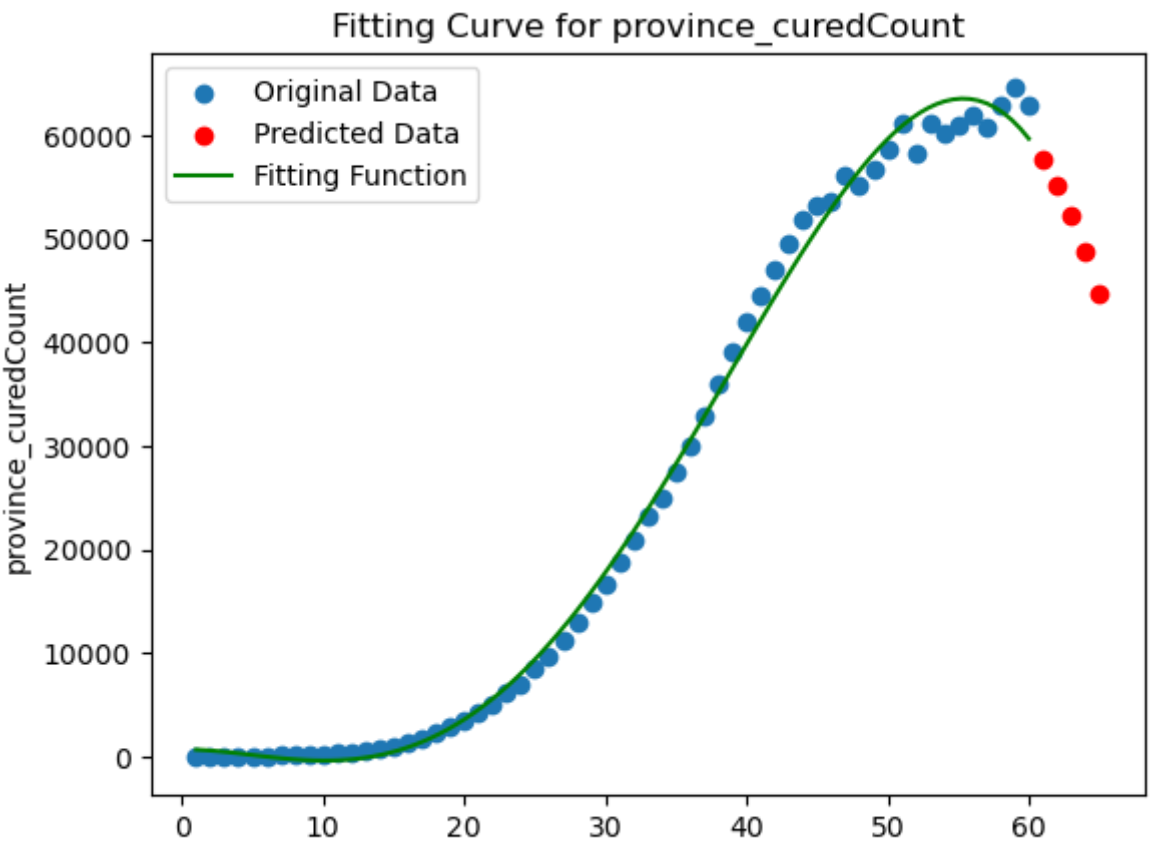 Fitting Curve for province_curedCount
Original Data
Predicted Data
Fitting Function
province_curedCount
60000
50000
40000
30000
20000
10000
0
0 10 20 30 40 50 60